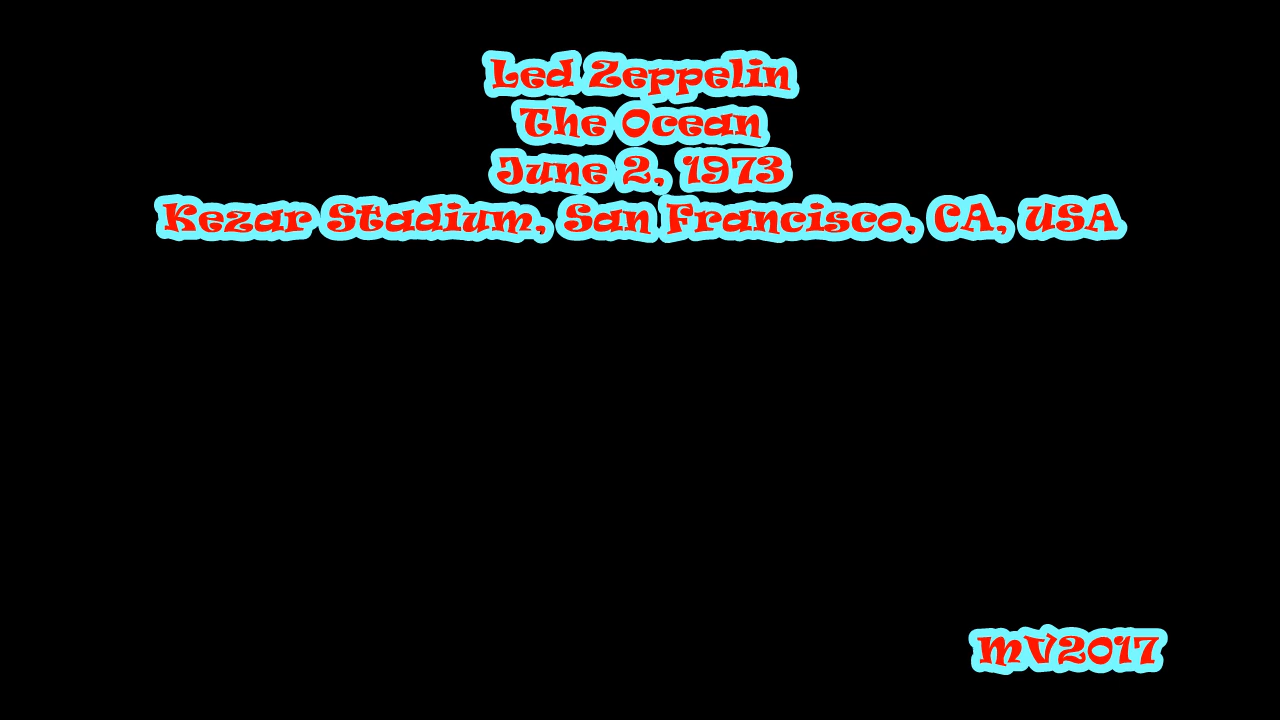 Led Zeppelin
The Ocean
June 2, 1973
Kezar Stadium, San Francisco, CA, USA
MV2017